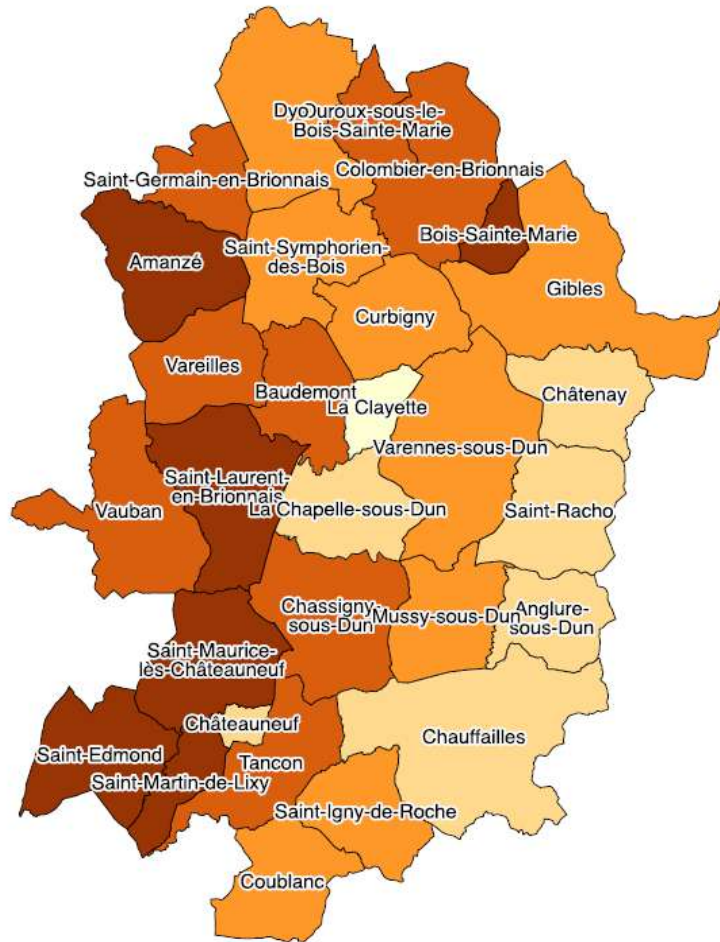 Dyo
Ouroux-sous-le-
Bois-Sainte-Marie
Colombier-en-Brionnais
Saint-Germain-en-Brionnais
Bois-Sainte-Marie
Saint-Symphorien-
des-Bois
Amanzé
Gibles
Curbigny
Vareilles
Baudemont
La Clayette
Châtenay
Varennes-sous-Dun
Saint-Laurent-
en-Brionnais
La Chapelle-sous-Dun
Saint-Racho
Vauban
Chassigny-
sous-Dun
Mussy-sous-Dun
Anglure-
sous-Dun
Saint-Maurice-
lès-Châteauneuf
Châteauneuf
Chauffailles
Saint-Edmond
Tancon
Saint-Martin-de-Lixy
Saint-Igny-de-Roche
Coublanc